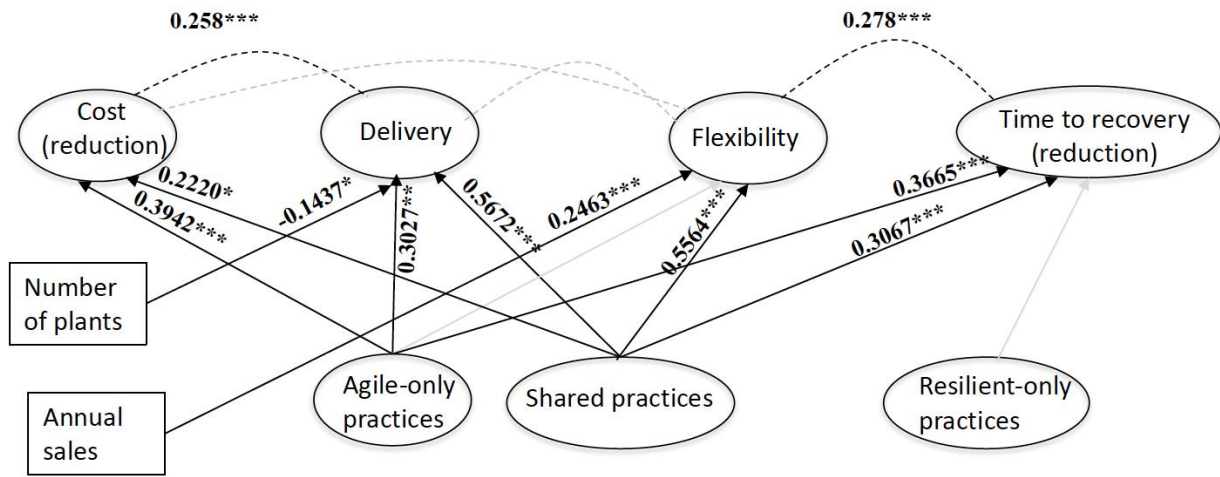 0.258***
0.278***
Cost
(reduction)
Delivery
Flexibility
Time to recovery
(reduction)
0.2220*
0.3942***
-0.1437*
0.3027**
0.5672***
0.2463***
0.5564***
0.3665***
0.3067***
Number
of plants
Annual
sales
Agile-only
practices
Shared practices
Resilient-only
practices